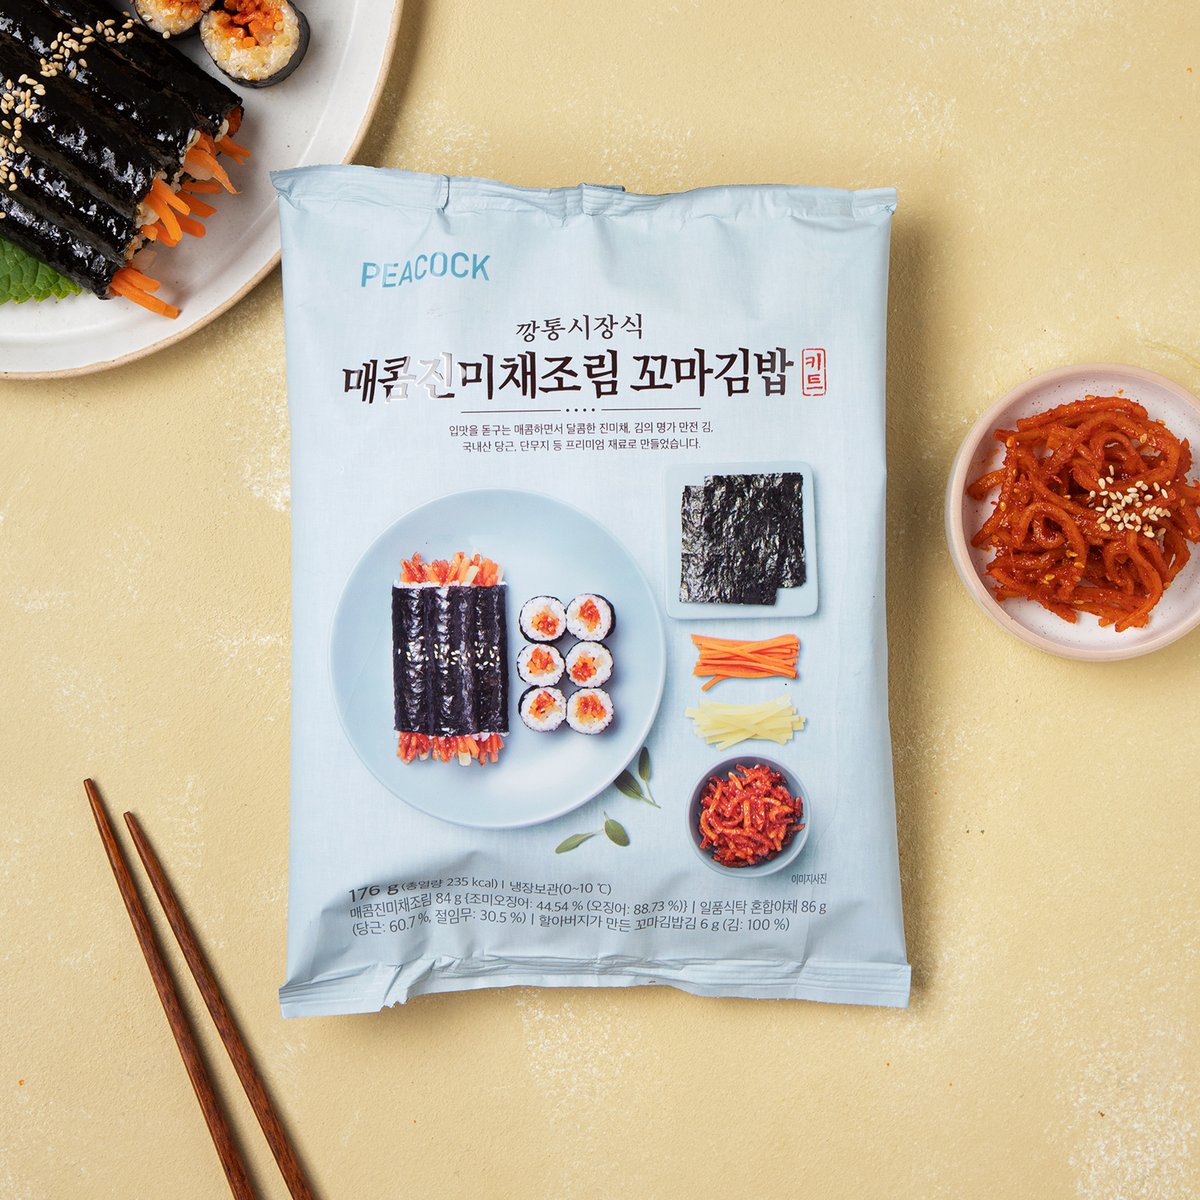 PEACOCK
깡통시장식
매콤진미채조림 꼬마김밥 키트
입맛을 돋구는 매콤하면서 달콤한 진미채, 김의 명가 만전 김,
국내산 당근, 단무지 등 프리미엄 재료로 만들었습니다.
이미지사진
176 g (총열량 235 kcal) | 냉장보관(0~10 ℃)
매콤진미채조림 84 g {조미오징어: 44.54 % (오징어: 88.73 %)} | 일품식탁 혼합야채 86 g
(당근: 60.7 %, 절임무: 30.5 %) | 할아버지가 만든 꼬마김밥김 6 g (김: 100 %)